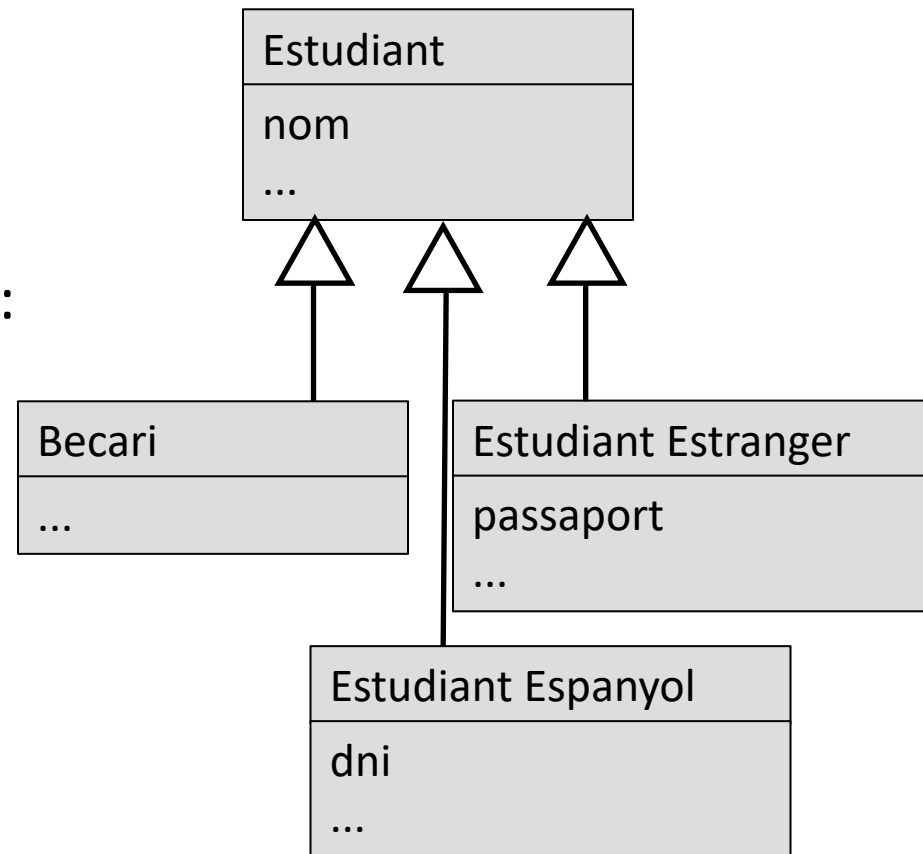 Estudiant
nom
...
:
Becari
...
Estudiant Estranger
passaport
...
Estudiant Espanyol
dni
...